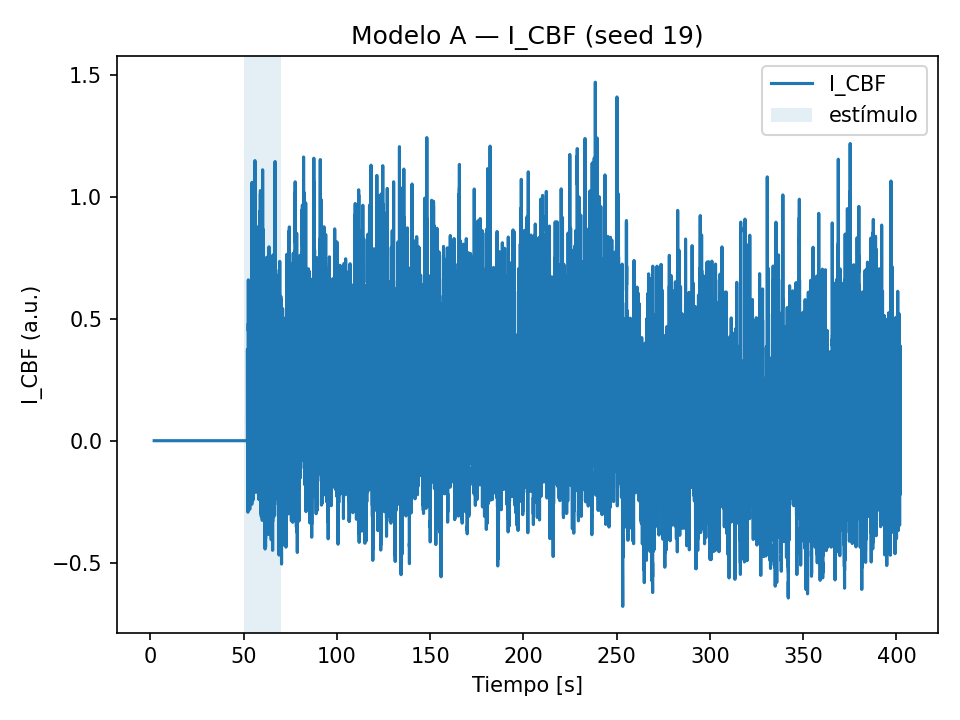 Modelo A — I_CBF (seed 19)
I_CBF
estímulo
I_CBF (a.u.)
1.5
1.0
0.5
0.0
−0.5
0 50 100 150 200 250 300 350 400
Tiempo [s]